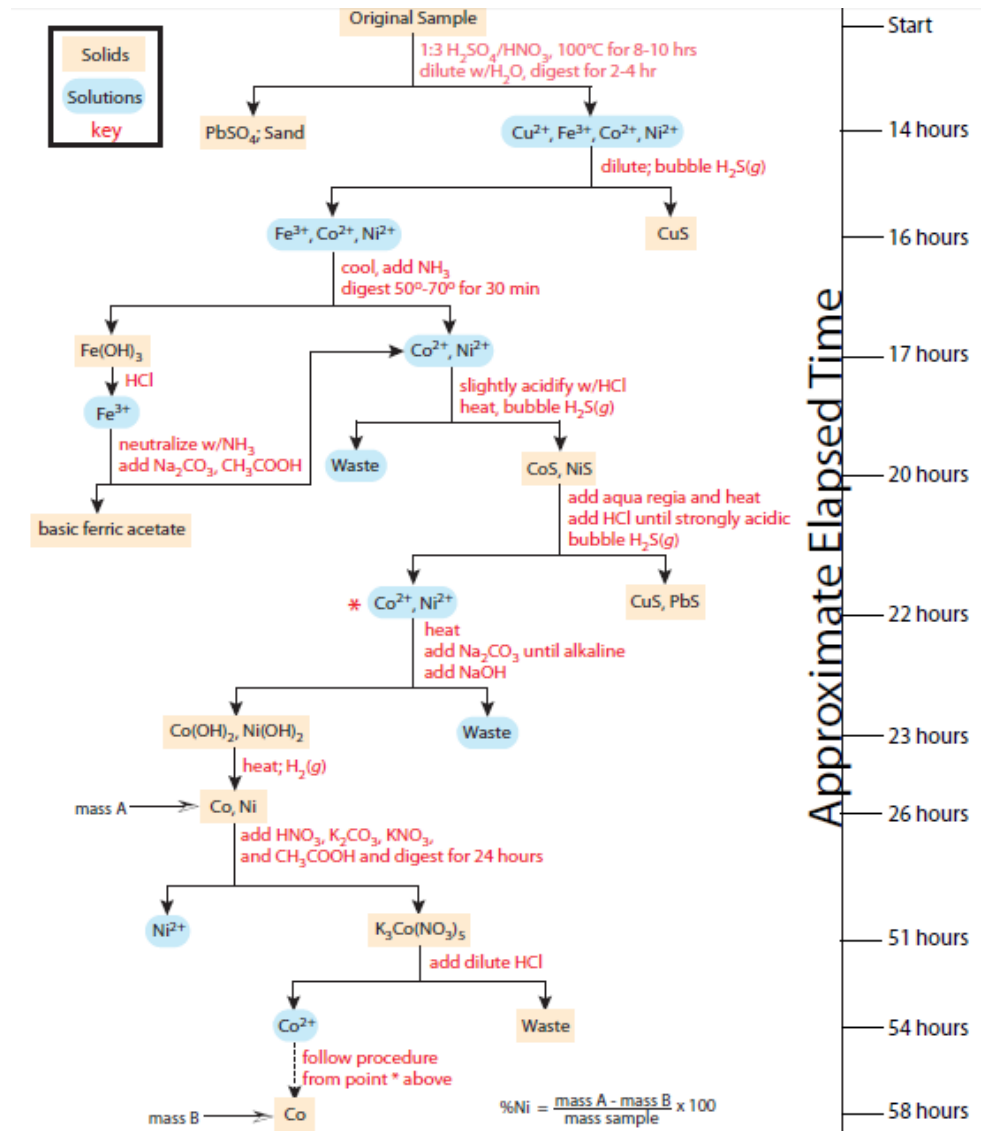 Original Sample
Start
Solids
Solutions
key
1:3 H₂SO₄/HNO₃, 100°C for 8-10 hrs
dilute w/H₂O, digest for 2-4 hr
PbSO₄; Sand
Cu²⁺, Fe³⁺, Co²⁺, Ni²⁺
14 hours
dilute; bubble H₂S(g)
Fe³⁺, Co²⁺, Ni²⁺
CuS
16 hours
cool, add NH₃
digest 50º-70º for 30 min
Fe(OH)₃
Co²⁺, Ni²⁺
17 hours
HCl
Fe³⁺
slightly acidify w/HCl
heat, bubble H₂S(g)
neutralize w/NH₃
add Na₂CO₃, CH₃COOH
Waste
CoS, NiS
20 hours
basic ferric acetate
add aqua regia and heat
add HCl until strongly acidic
bubble H₂S(g)
* Co²⁺, Ni²⁺
CuS, PbS
22 hours
heat
add Na₂CO₃ until alkaline
add NaOH
Co(OH)₂, Ni(OH)₂
Waste
23 hours
heat; H₂(g)
mass A
Co, Ni
26 hours
add HNO₃, K₂CO₃, KNO₃,
and CH₃COOH and digest for 24 hours
Ni²⁺
K₃Co(NO₃)₅
51 hours
add dilute HCl
Co²⁺
Waste
54 hours
follow procedure
from point * above
mass B
Co
%Ni = mass A - mass B / mass sample x 100
58 hours
Approximate Elapsed Time